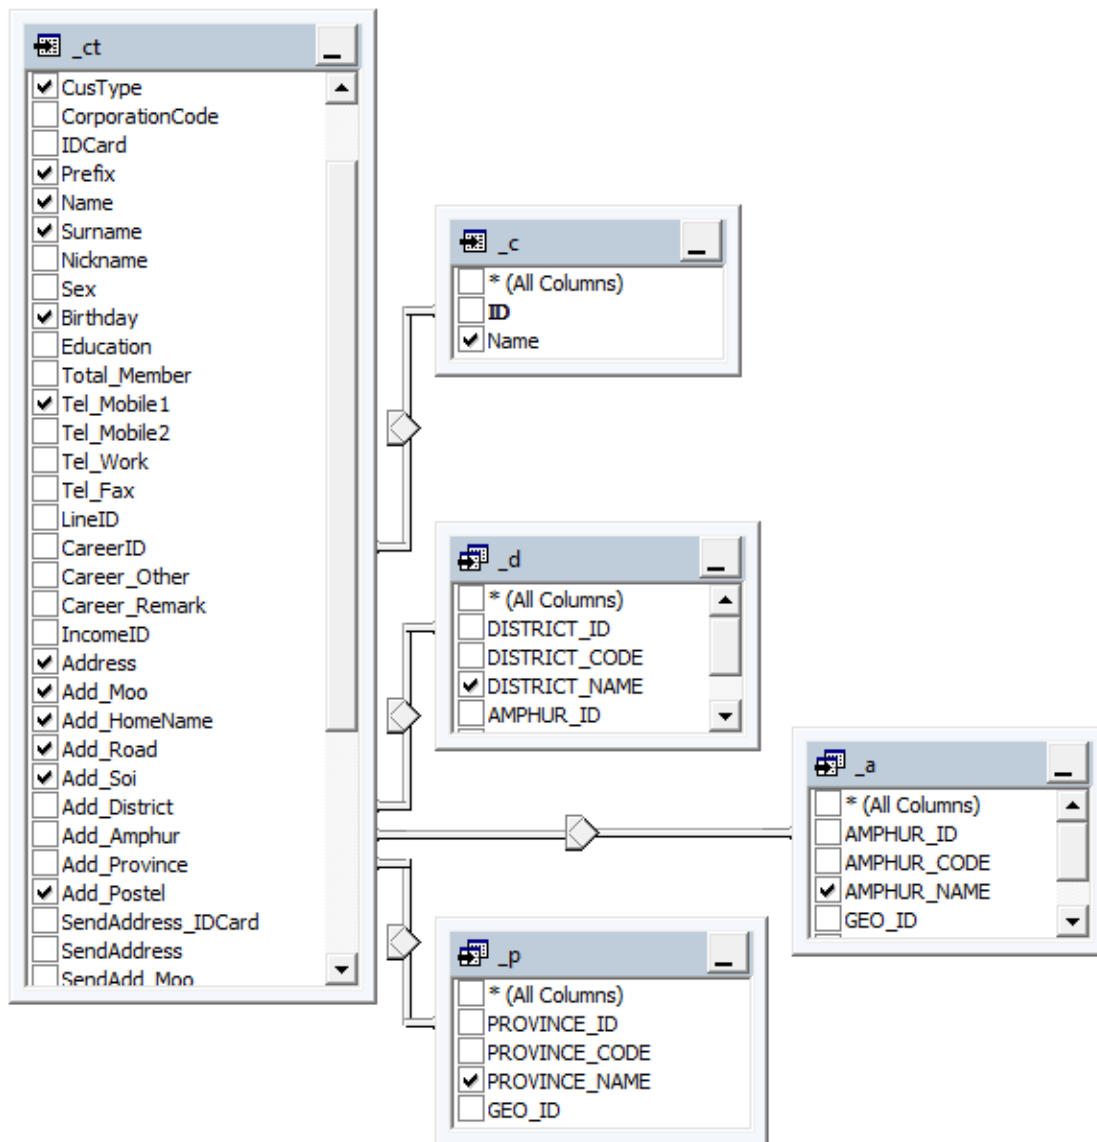 _ct
CusType
CorporationCode
IDCard
Prefix
Name
Surname
Nickname
Sex
Birthday
Education
Total_Member
Tel_Mobile1
Tel_Mobile2
Tel_Work
Tel_Fax
LineID
CareerID
Career_Other
Career_Remark
IncomeID
Address
Add_Moo
Add_HomeName
Add_Road
Add_Soi
Add_District
Add_Amphur
Add_Province
Add_Postel
SendAddress_IDCard
SendAddress
SendAdd_Moo
_c
* (All Columns)
ID
Name
_d
* (All Columns)
DISTRICT_ID
DISTRICT_CODE
DISTRICT_NAME
AMPHUR_ID
_a
* (All Columns)
AMPHUR_ID
AMPHUR_CODE
AMPHUR_NAME
GEO_ID
_p
* (All Columns)
PROVINCE_ID
PROVINCE_CODE
PROVINCE_NAME
GEO_ID